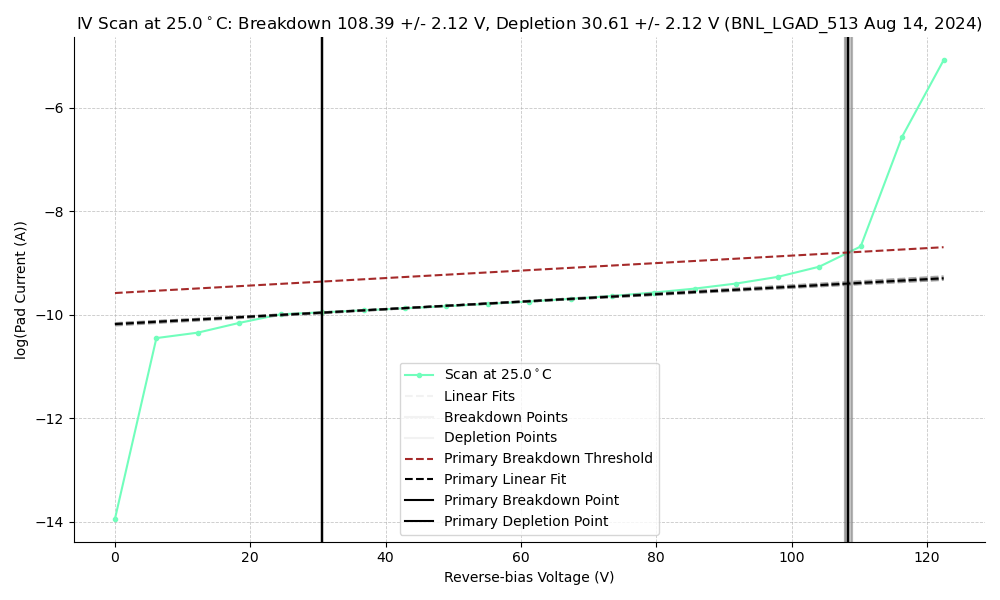 IV Scan at 25.0°C: Breakdown 108.39 +/- 2.12 V, Depletion 30.61 +/- 2.12 V (BNL_LGAD_513 Aug 14, 2024)
log(Pad Current (A))
−6
−8
−10
−12
−14
Scan at 25.0°C
Linear Fits
Breakdown Points
Depletion Points
Primary Breakdown Threshold
Primary Linear Fit
Primary Breakdown Point
Primary Depletion Point
0 20 40 60 80 100 120
Reverse-bias Voltage (V)